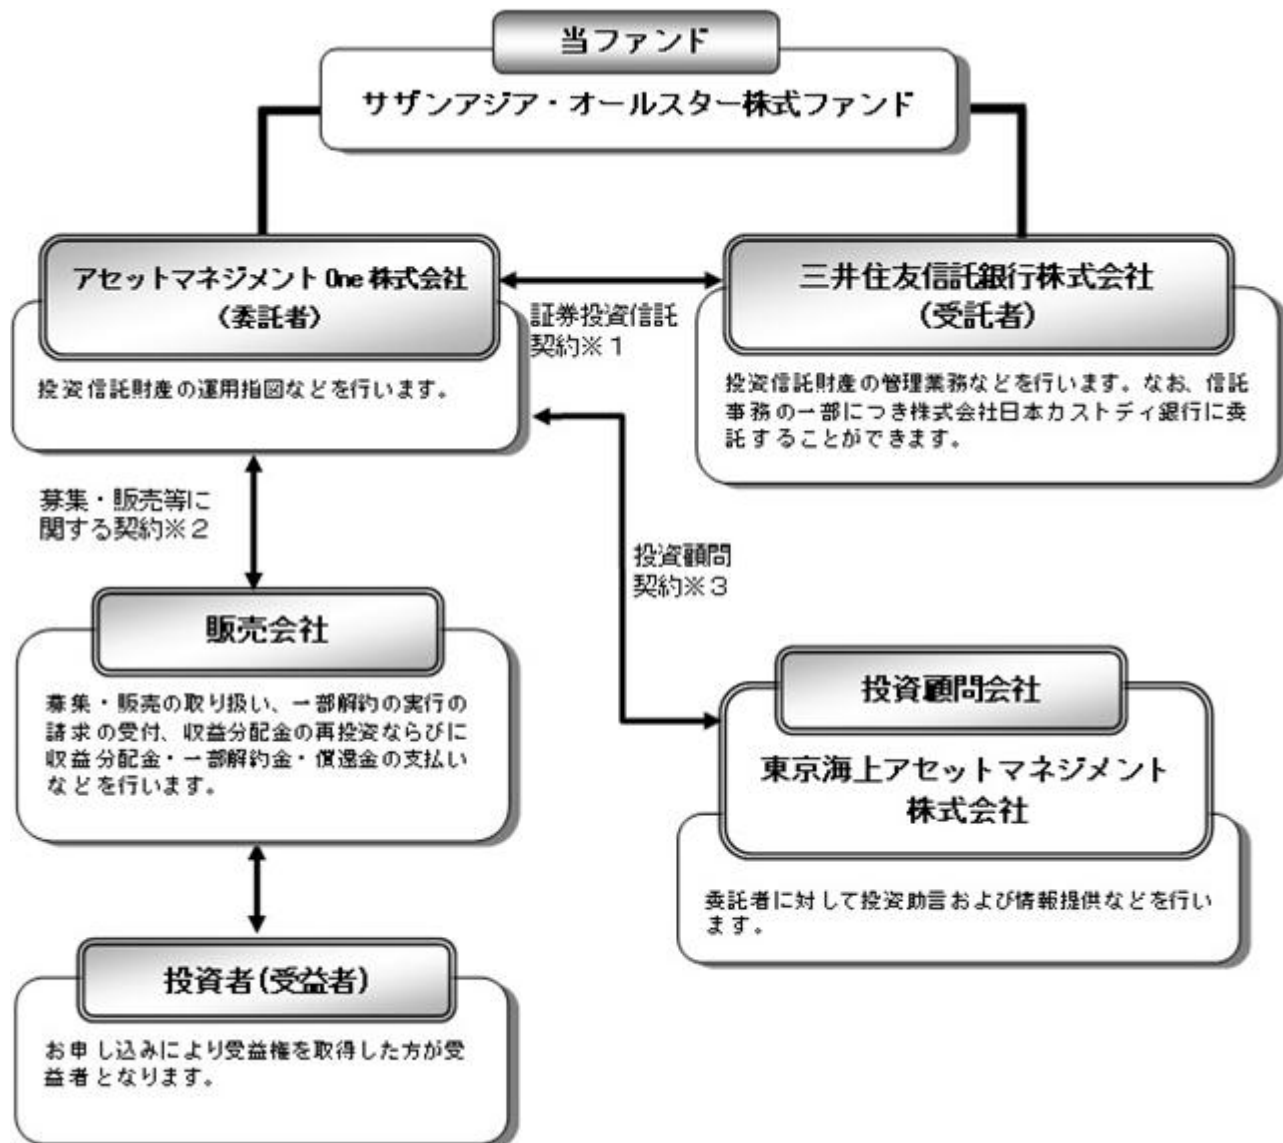 当ファンド
サザンアジア・オールスター株式ファンド
アセットマネジメント One 株式会社
（委託者）
投資信託財産の運用指図などを行います。
証券投資信託
契約※１
三井住友信託銀行株式会社
（受託者）
投資信託財産の管理業務などを行います。なお、信託
事務の一部につき株式会社日本カストディ銀行に委
託することができます。
募集・販売等に
関する契約※２
投資顧問
契約※３
販売会社
募集・販売の取り扱い、一部解約の実行の
請求の受付、収益分配金の再投資ならびに
収益分配金・一部解約金・償還金の支払い
などを行います。
投資顧問会社
東京海上アセットマネジメント
株式会社
委託者に対して投資助言および情報提供などを行い
ます。
投資者(受益者)
お申し込みにより受益権を取得した方が受
益者となります。